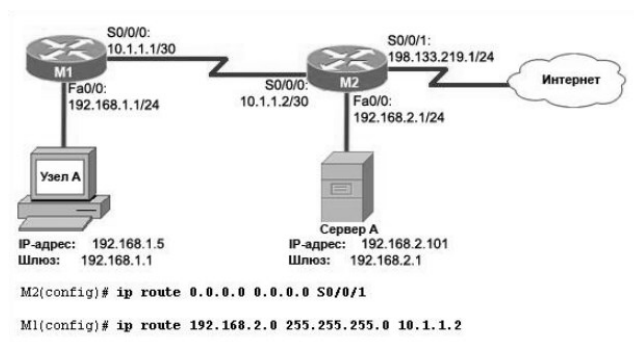 S0/0/0:
10.1.1.1/30
S0/0/1:
198.133.219.1/24
M1
M2
Интернет
Fa0/0:
192.168.1.1/24
S0/0/0:
10.1.1.2/30
Fa0/0:
192.168.2.1/24
Узел A
Сервер A
IP-адрес: 192.168.1.5
Шлюз: 192.168.1.1
IP-адрес: 192.168.2.101
Шлюз: 192.168.2.1
M2(config)# ip route 0.0.0.0 0.0.0.0 S0/0/1
M1(config)# ip route 192.168.2.0 255.255.255.0 10.1.1.2